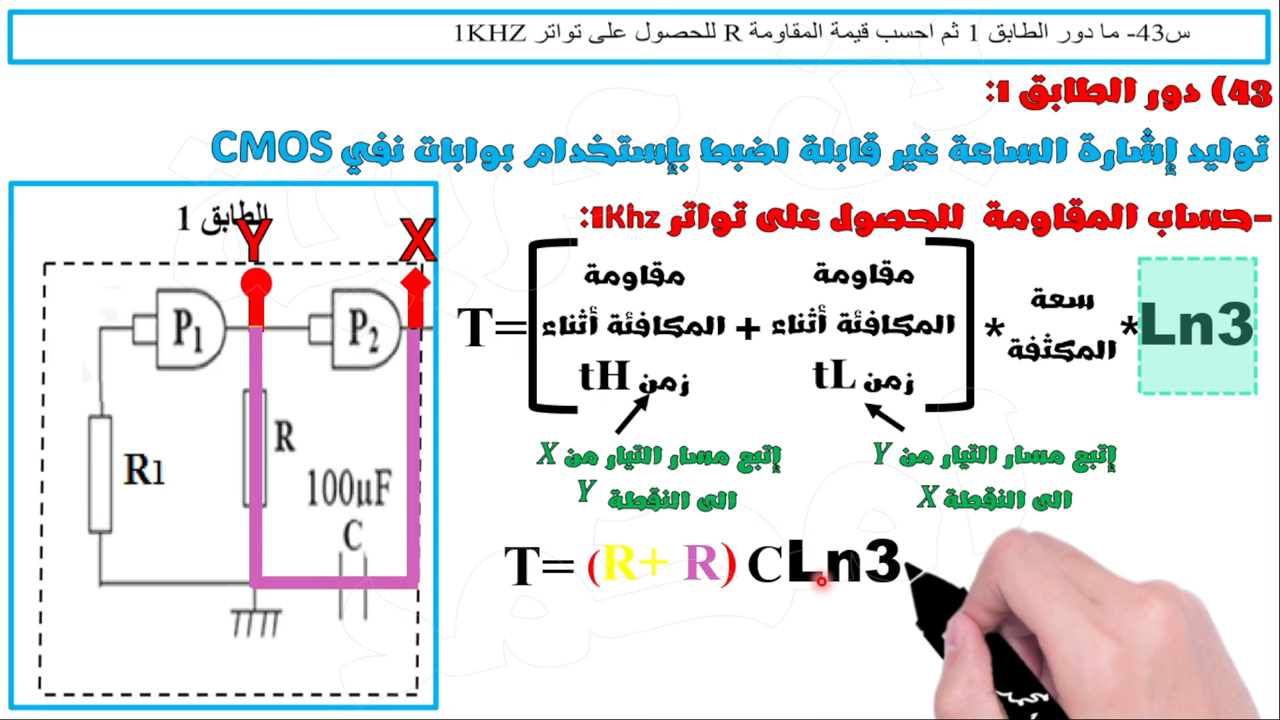 س43- ما دور الطابق 1 ثم احسب قيمة المقاومة R للحصول على تواتر 1KHZ
43) دور الطابق 1:
توليد إشارة الساعة غير قابلة لضبط بإستخدام بوابات نفي CMOS
-حساب المقاومة للحصول على تواتر 1Khz:
الطابق 1
Y
X
P1
P2
R
R1
100µF
C
T=
مقاومة
المكافئة أثناء
زمن tH
+
مقاومة
المكافئة أثناء
زمن tL
*
سعة
المكثفة
*
Ln3
إتبع مسار التيار من X
الى النقطة Y
إتبع مسار التيار من Y
الى النقطة X
T= (R+ R) CLn3